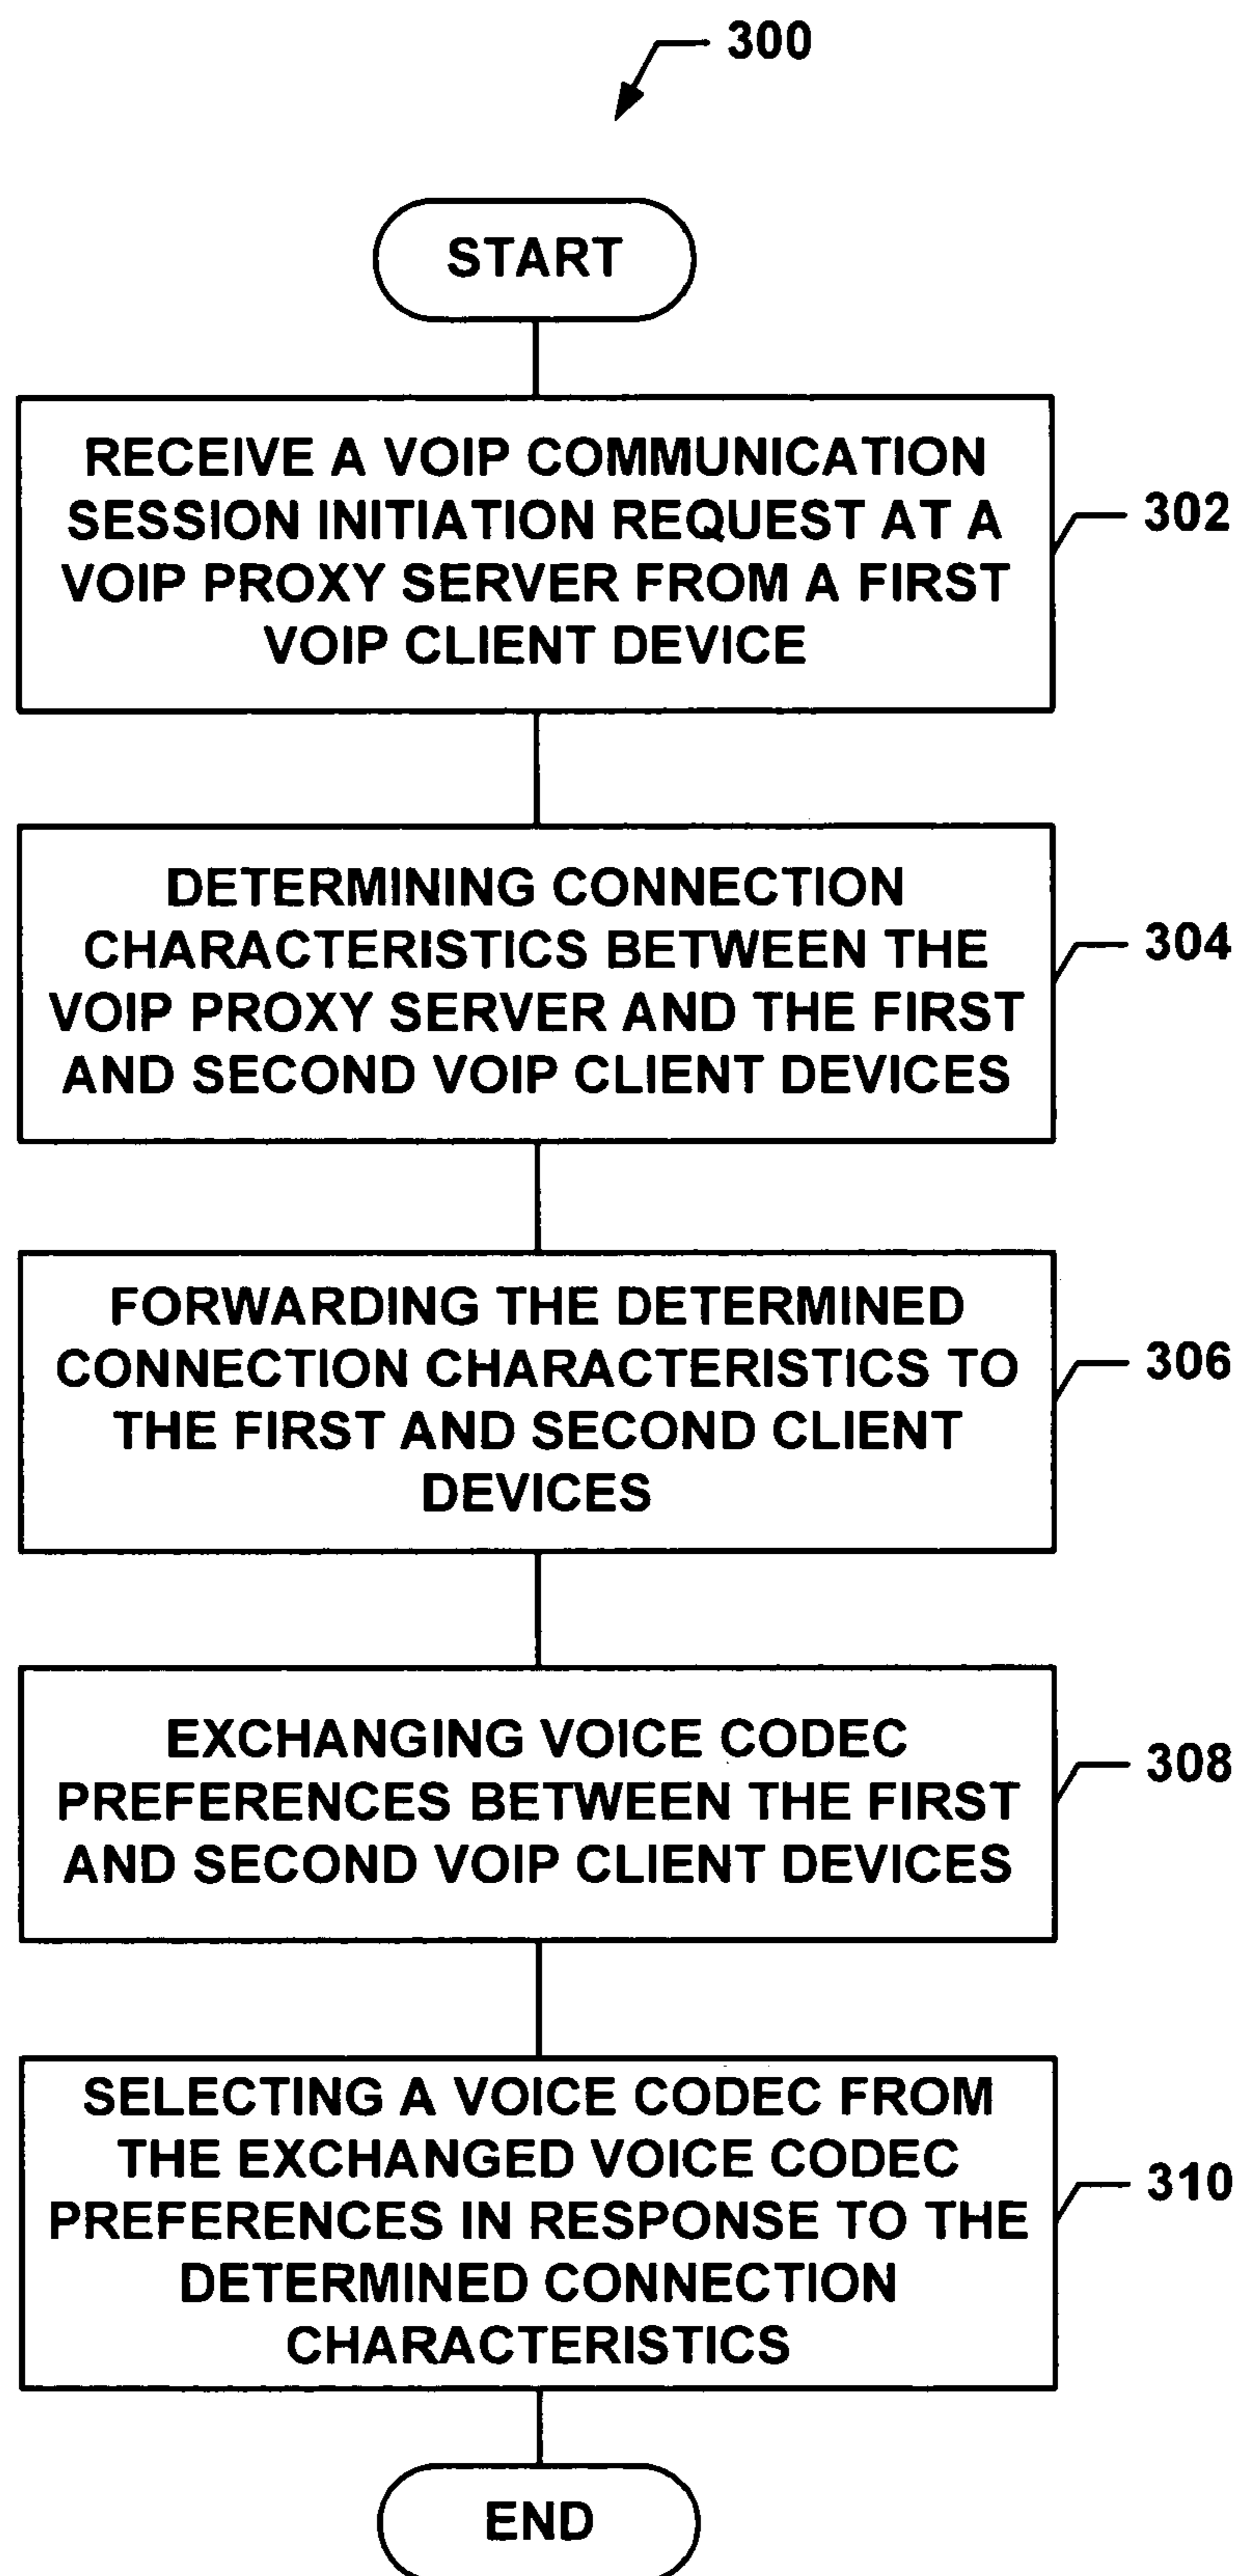 300
START
RECEIVE A VOIP COMMUNICATION
SESSION INITIATION REQUEST AT A
VOIP PROXY SERVER FROM A FIRST
VOIP CLIENT DEVICE
302
DETERMINING CONNECTION
CHARACTERISTICS BETWEEN THE
VOIP PROXY SERVER AND THE FIRST
AND SECOND VOIP CLIENT DEVICES
304
FORWARDING THE DETERMINED
CONNECTION CHARACTERISTICS TO
THE FIRST AND SECOND CLIENT
DEVICES
306
EXCHANGING VOICE CODEC
PREFERENCES BETWEEN THE FIRST
AND SECOND VOIP CLIENT DEVICES
308
SELECTING A VOICE CODEC FROM
THE EXCHANGED VOICE CODEC
PREFERENCES IN RESPONSE TO THE
DETERMINED CONNECTION
CHARACTERISTICS
310
END